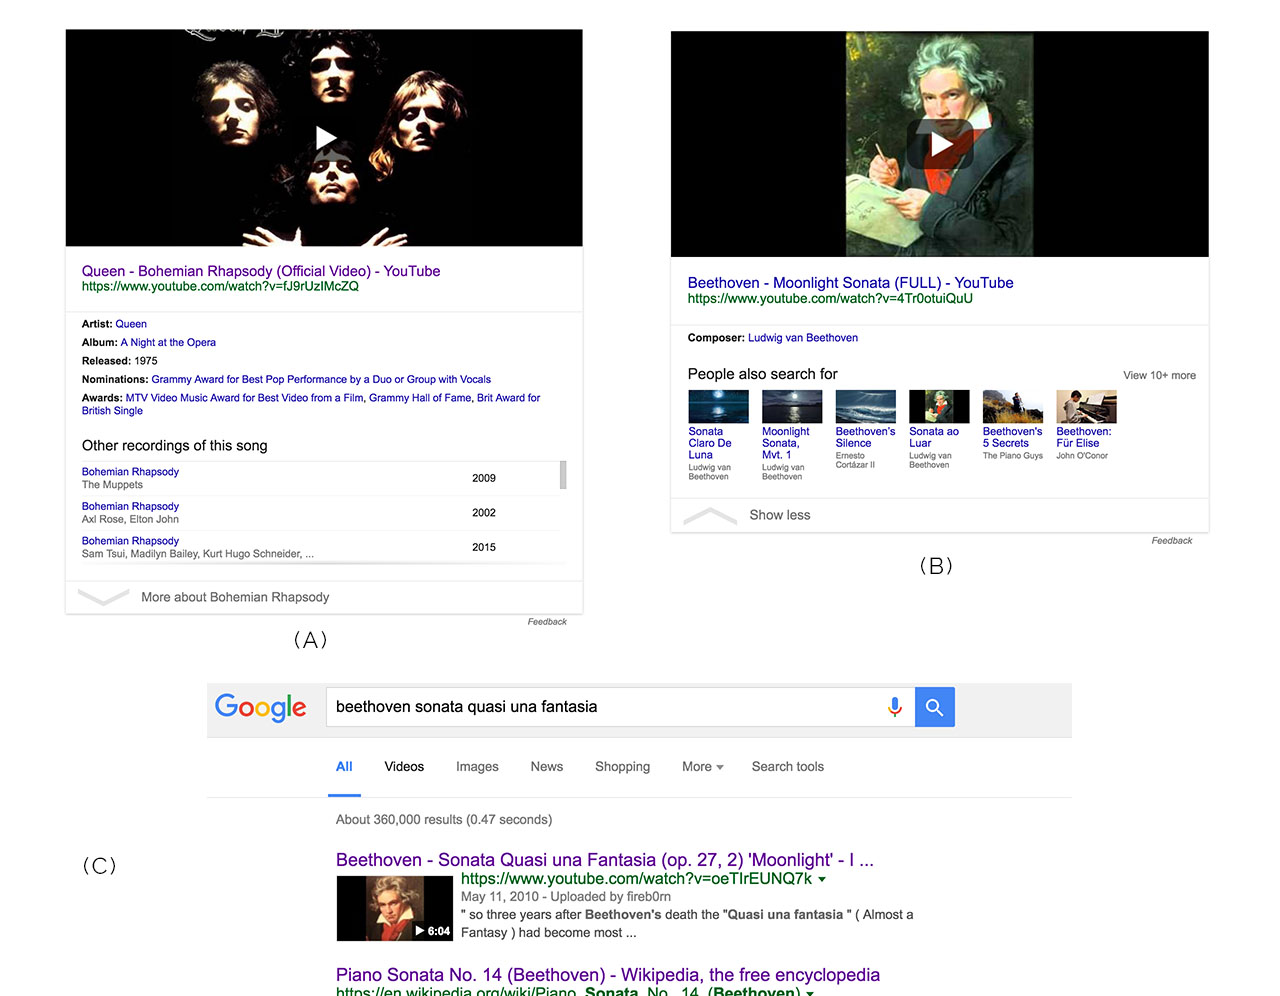 Queen II
Queen - Bohemian Rhapsody (Official Video) - YouTube
https://www.youtube.com/watch?v=fJ9rUzIMcZQ
Artist: Queen
Album: A Night at the Opera
Released: 1975
Nominations: Grammy Award for Best Pop Performance by a Duo or Group with Vocals
Awards: MTV Video Music Award for Best Video from a Film, Grammy Hall of Fame, Brit Award for
British Single
Other recordings of this song
Bohemian Rhapsody
The Muppets
2009
Bohemian Rhapsody
Axl Rose, Elton John
2002
Bohemian Rhapsody
Sam Tsui, Madilyn Bailey, Kurt Hugo Schneider, ...
2015
More about Bohemian Rhapsody
Feedback
(A)
Beethoven - Moonlight Sonata (FULL) - YouTube
https://www.youtube.com/watch?v=4Tr0otuiQuU
Composer: Ludwig van Beethoven
People also search for
View 10+ more
Sonata
Claro De
Luna
Ludwig van
Beethoven
Moonlight
Sonata,
Mvt. 1
Ludwig van
Beethoven
Beethoven's
Silence
Ernesto
Cortázar II
Sonata ao
Luar
Ludwig van
Beethoven
Beethoven's
5 Secrets
The Piano Guys
Beethoven:
Für Elise
John O'Conor
Show less
Feedback
(B)
Google
beethoven sonata quasi una fantasia
All Videos Images News Shopping More Search tools
About 360,000 results (0.47 seconds)
(C)
Beethoven - Sonata Quasi una Fantasia (op. 27, 2) 'Moonlight' - I ...
https://www.youtube.com/watch?v=oeTIrEUNQ7k
May 11, 2010 - Uploaded by fireb0rn
" so three years after Beethoven's death the "Quasi una fantasia " ( Almost a
Fantasy ) had become most ...
6:04
Piano Sonata No. 14 (Beethoven) - Wikipedia, the free encyclopedia
https://en.wikipedia.org/wiki/Piano_Sonata_No._14_(Beethoven)